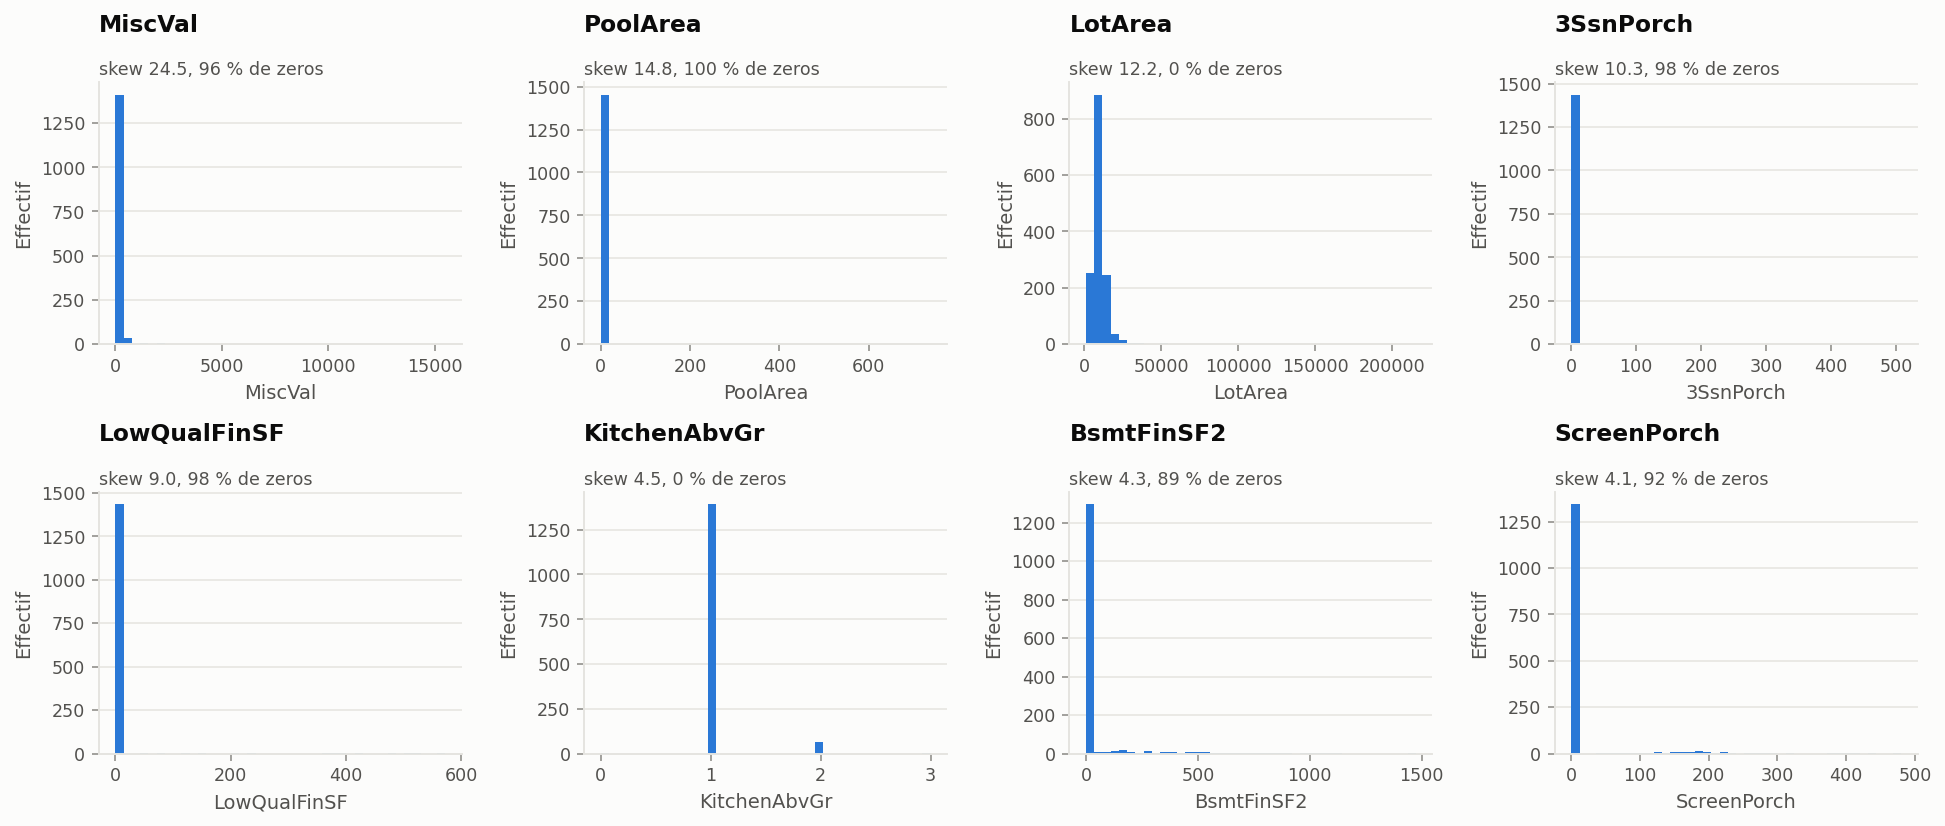 MiscVal
skew 24.5, 96 % de zeros
1250
1000
750
500
250
0
Effectif
0 5000 10000 15000
MiscVal
PoolArea
skew 14.8, 100 % de zeros
1500
1250
1000
750
500
250
0
Effectif
0 200 400 600
PoolArea
LotArea
skew 12.2, 0 % de zeros
800
600
400
200
0
Effectif
0 50000 100000 150000 200000
LotArea
3SsnPorch
skew 10.3, 98 % de zeros
1500
1250
1000
750
500
250
0
Effectif
0 100 200 300 400 500
3SsnPorch
LowQualFinSF
skew 9.0, 98 % de zeros
1500
1250
1000
750
500
250
0
Effectif
0 200 400 600
LowQualFinSF
KitchenAbvGr
skew 4.5, 0 % de zeros
1250
1000
750
500
250
0
Effectif
0 1 2 3
KitchenAbvGr
BsmtFinSF2
skew 4.3, 89 % de zeros
1200
1000
800
600
400
200
0
Effectif
0 500 1000 1500
BsmtFinSF2
ScreenPorch
skew 4.1, 92 % de zeros
1250
1000
750
500
250
0
Effectif
0 100 200 300 400 500
ScreenPorch